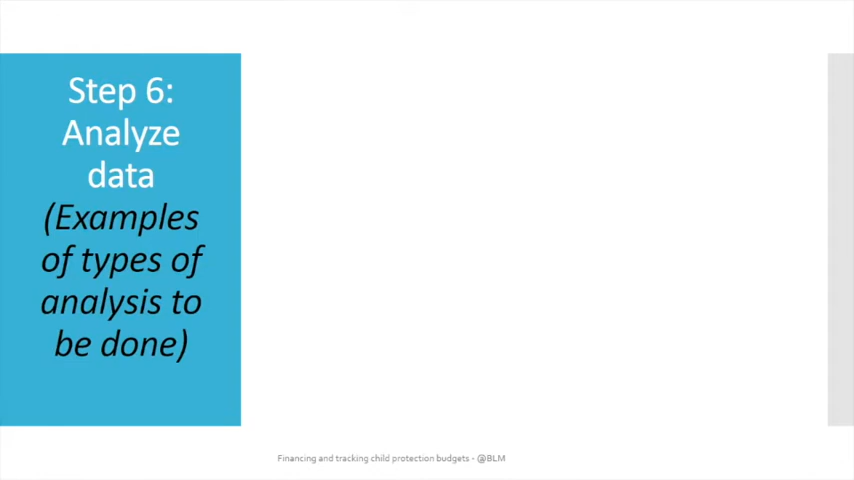 Step 6:
Analyze
data
(Examples
of types of
analysis to
be done)
Financing and tracking child protection budgets - @BLM